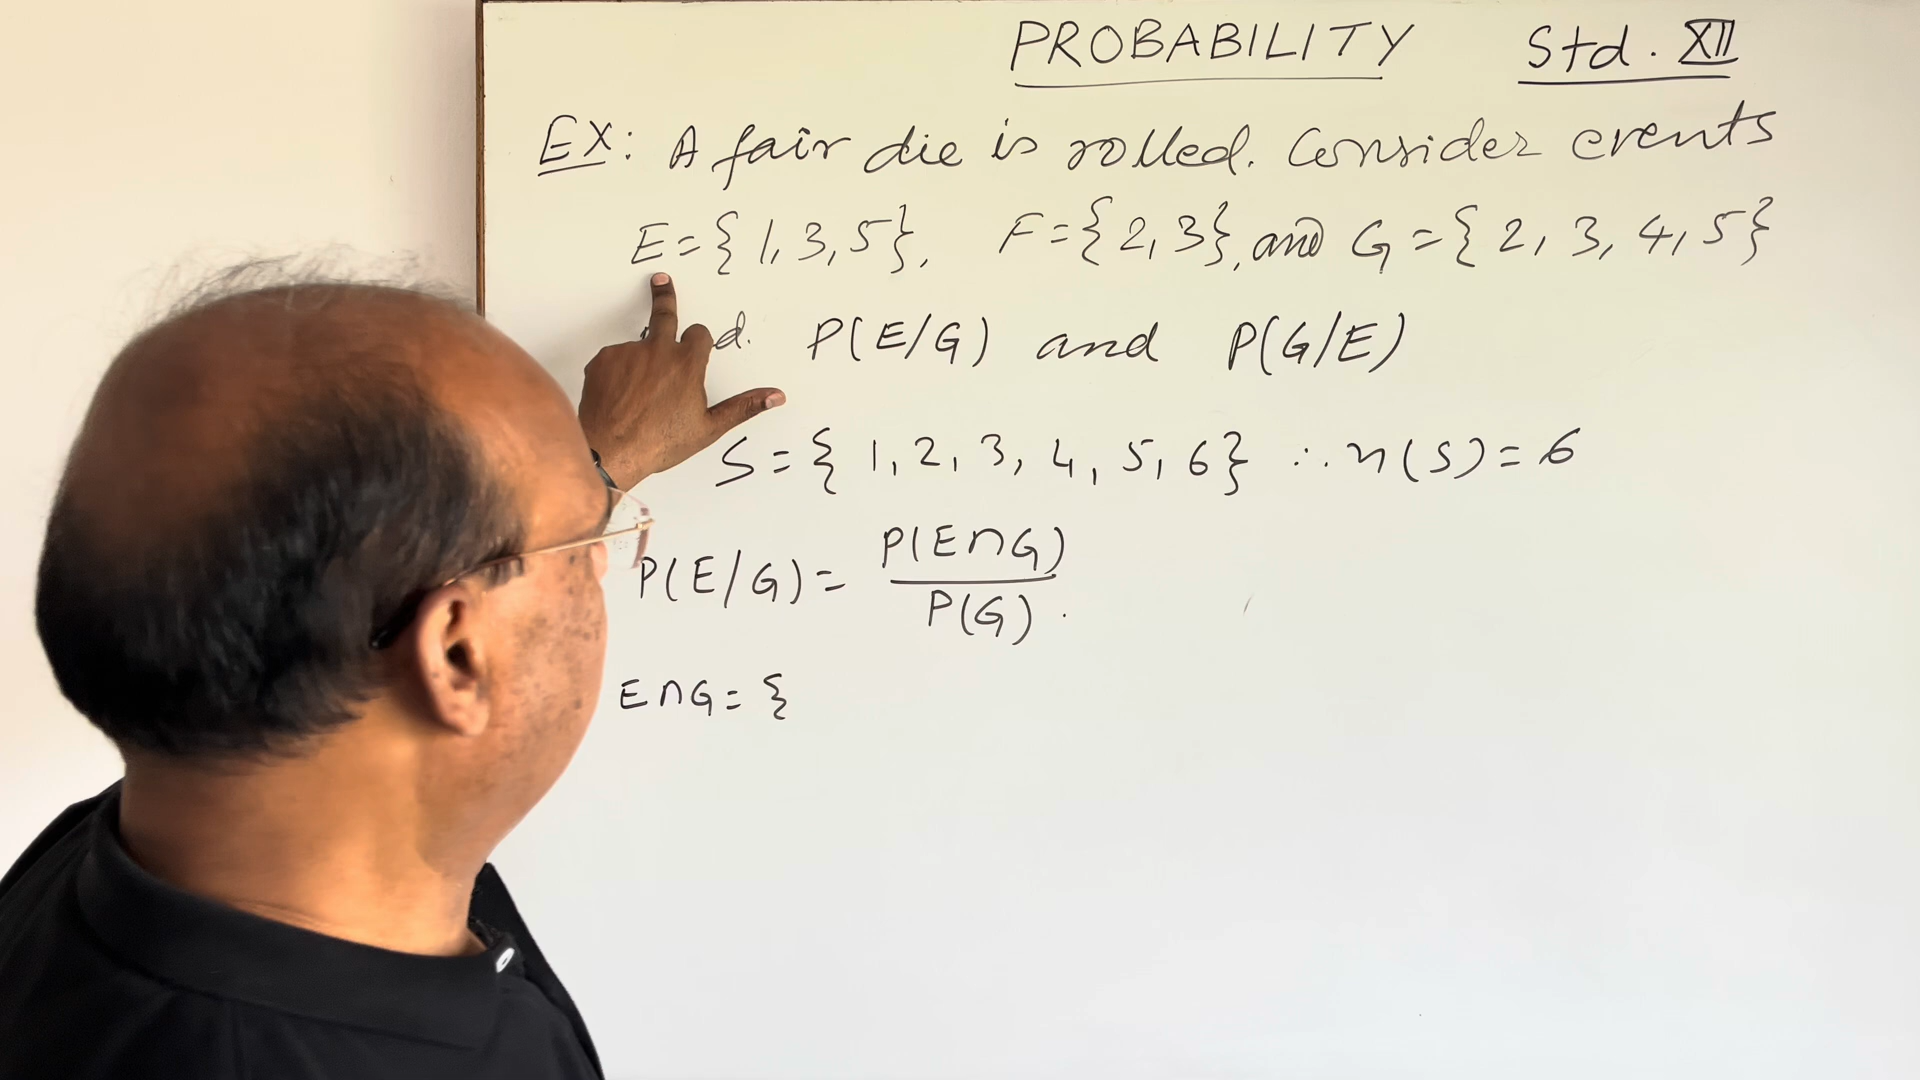 PROBABILITY Std. XII
EX: A fair die is rolled. Consider events
E = { 1, 3, 5 }, F = { 2, 3 }, and G = { 2, 3, 4, 5 }
P(E/G) and P(G/E)
S = { 1, 2, 3, 4, 5, 6 } ∴ n(S) = 6
P(E/G) = P(E∩G)
P(G) .
E∩G = {